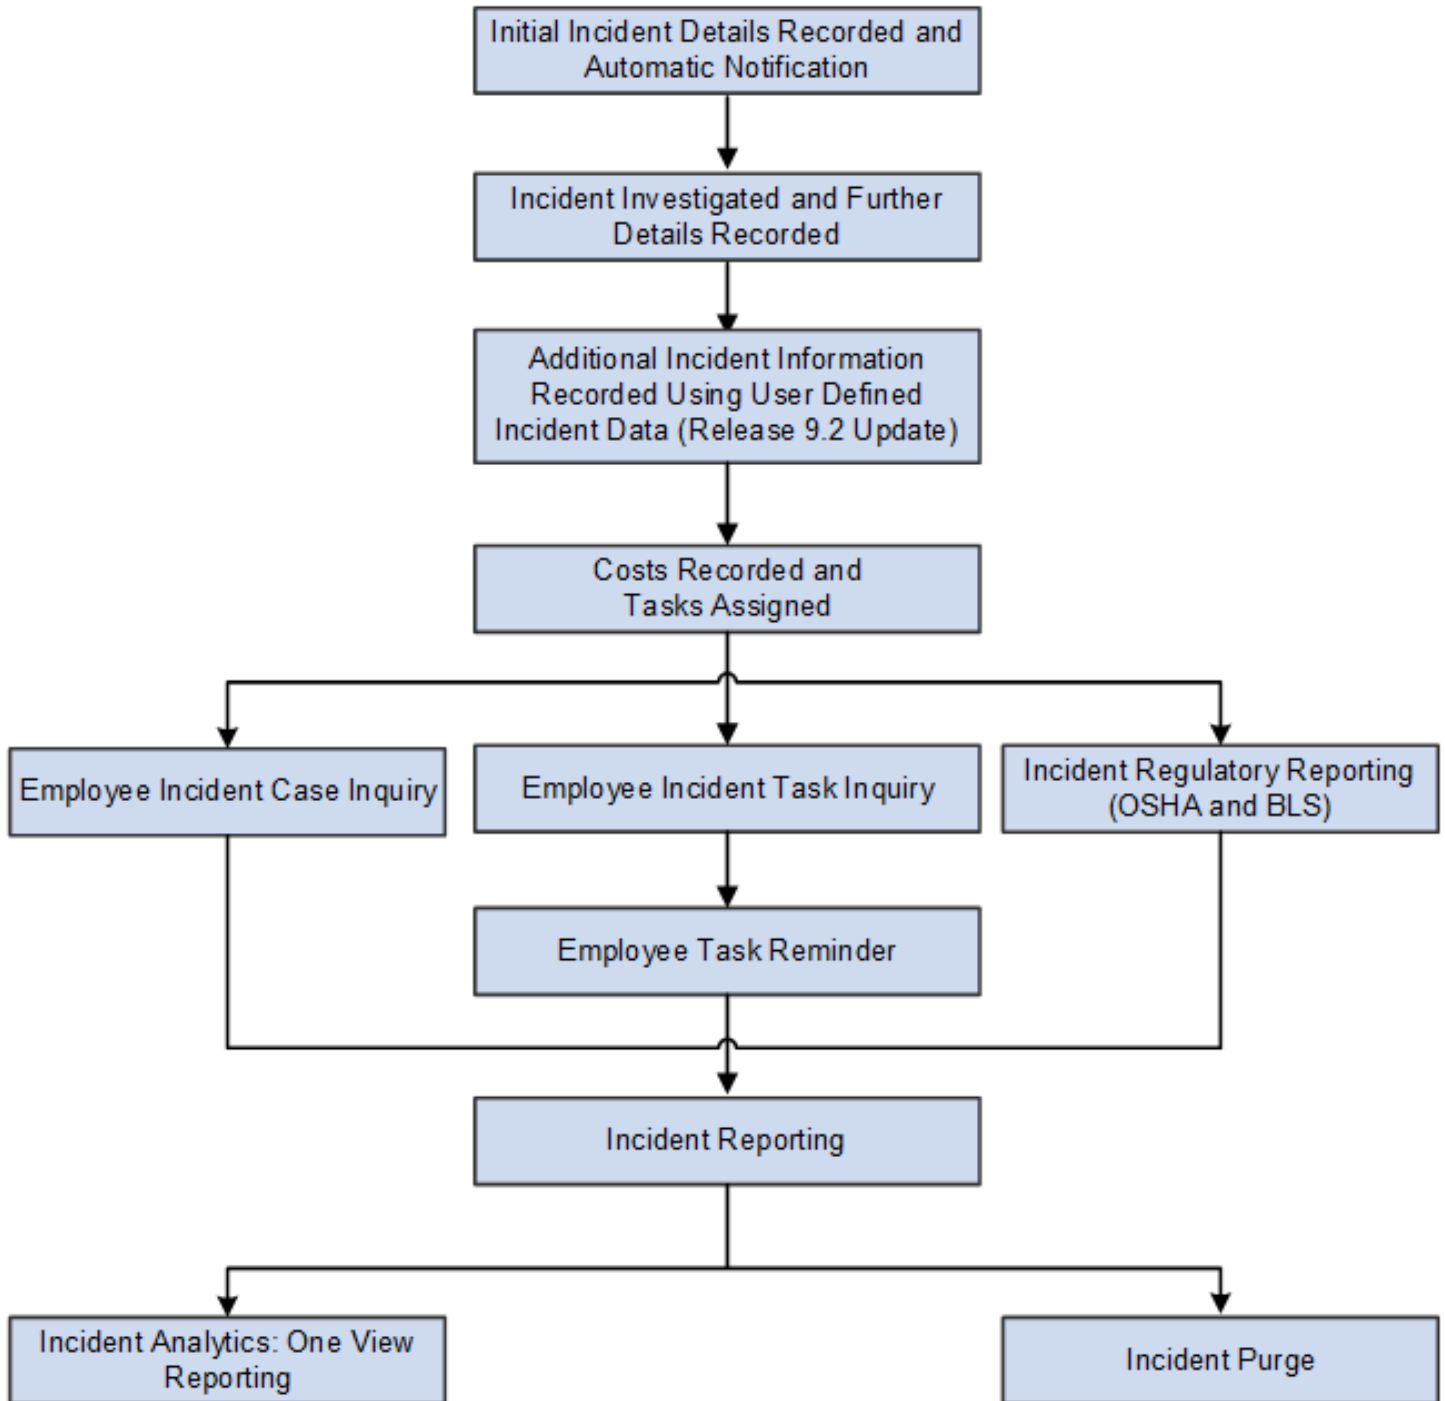 Initial Incident Details Recorded and
Automatic Notification
Incident Investigated and Further
Details Recorded
Additional Incident Information
Recorded Using User Defined
Incident Data (Release 9.2 Update)
Costs Recorded and
Tasks Assigned
Employee Incident Case Inquiry
Employee Incident Task Inquiry
Incident Regulatory Reporting
(OSHA and BLS)
Employee Task Reminder
Incident Reporting
Incident Analytics: One View
Reporting
Incident Purge